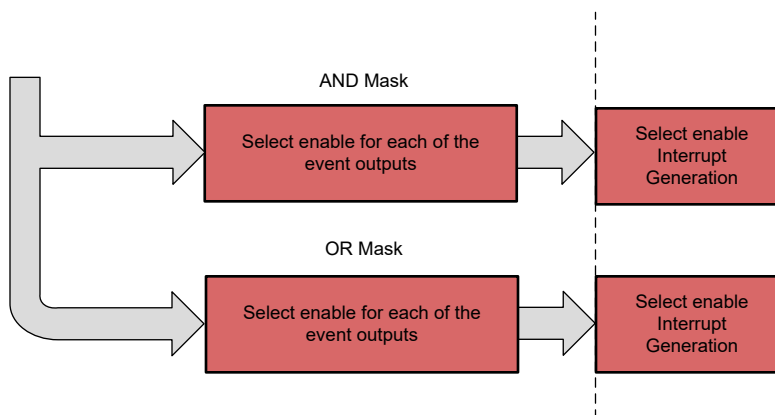 AND Mask
Select enable for each of the
event outputs
Select enable
Interrupt
Generation
OR Mask
Select enable for each of the
event outputs
Select enable
Interrupt
Generation